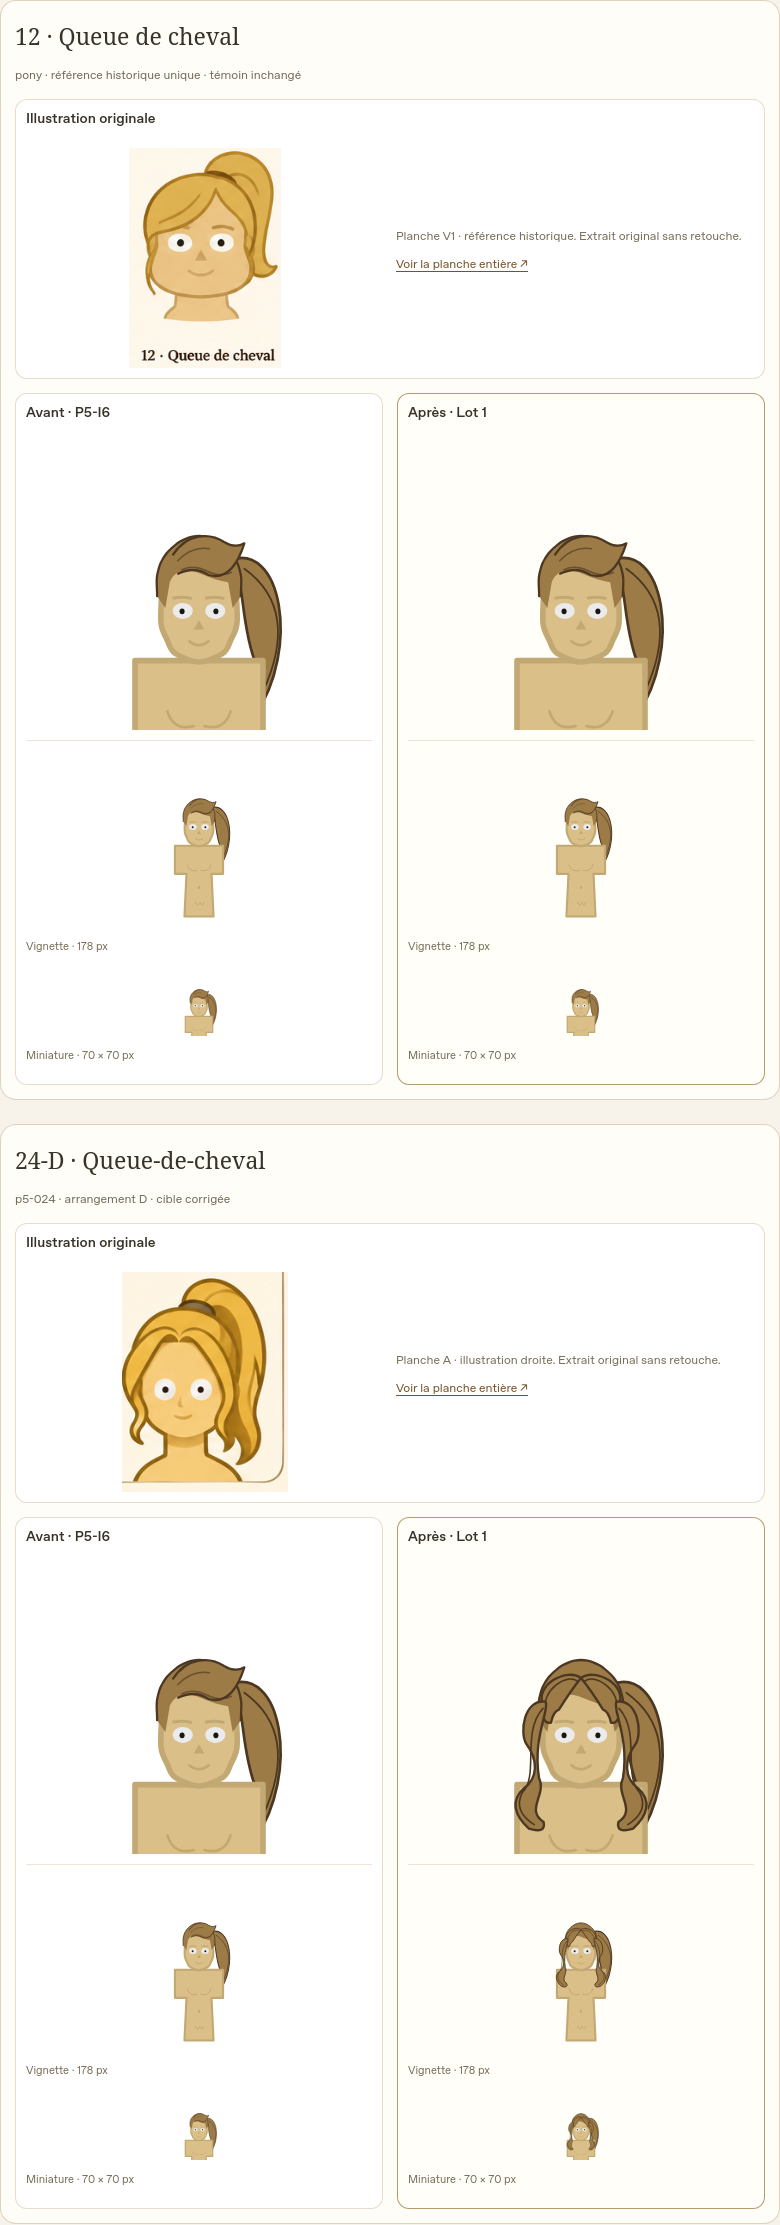 12 · Queue de cheval
pony · référence historique unique · témoin inchangé
Illustration originale
12 · Queue de cheval
Planche V1 · référence historique. Extrait original sans retouche.
Voir la planche entière ↗
Avant · P5-I6
Après · Lot 1
Vignette · 178 px
Vignette · 178 px
Miniature · 70 × 70 px
Miniature · 70 × 70 px
24-D · Queue-de-cheval
p5-024 · arrangement D · cible corrigée
Illustration originale
Planche A · illustration droite. Extrait original sans retouche.
Voir la planche entière ↗
Avant · P5-I6
Après · Lot 1
Vignette · 178 px
Vignette · 178 px
Miniature · 70 × 70 px
Miniature · 70 × 70 px